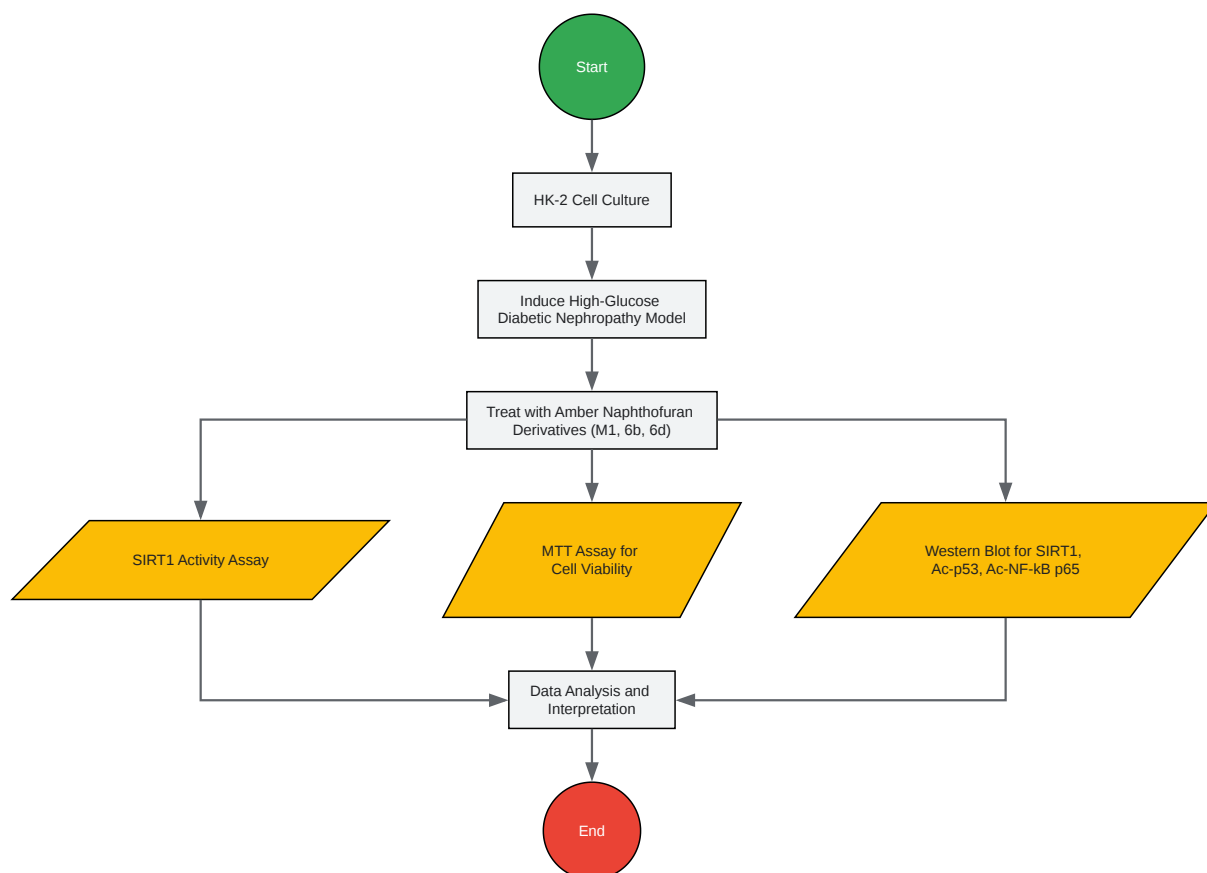 Start
HK-2 Cell Culture
Induce High-Glucose
Diabetic Nephropathy Model
Treat with Amber Naphthofuran
Derivatives (M1, 6b, 6d)
SIRT1 Activity Assay
MTT Assay for
Cell Viability
Western Blot for SIRT1,
Ac-p53, Ac-NF-kB p65
Data Analysis and
Interpretation
End